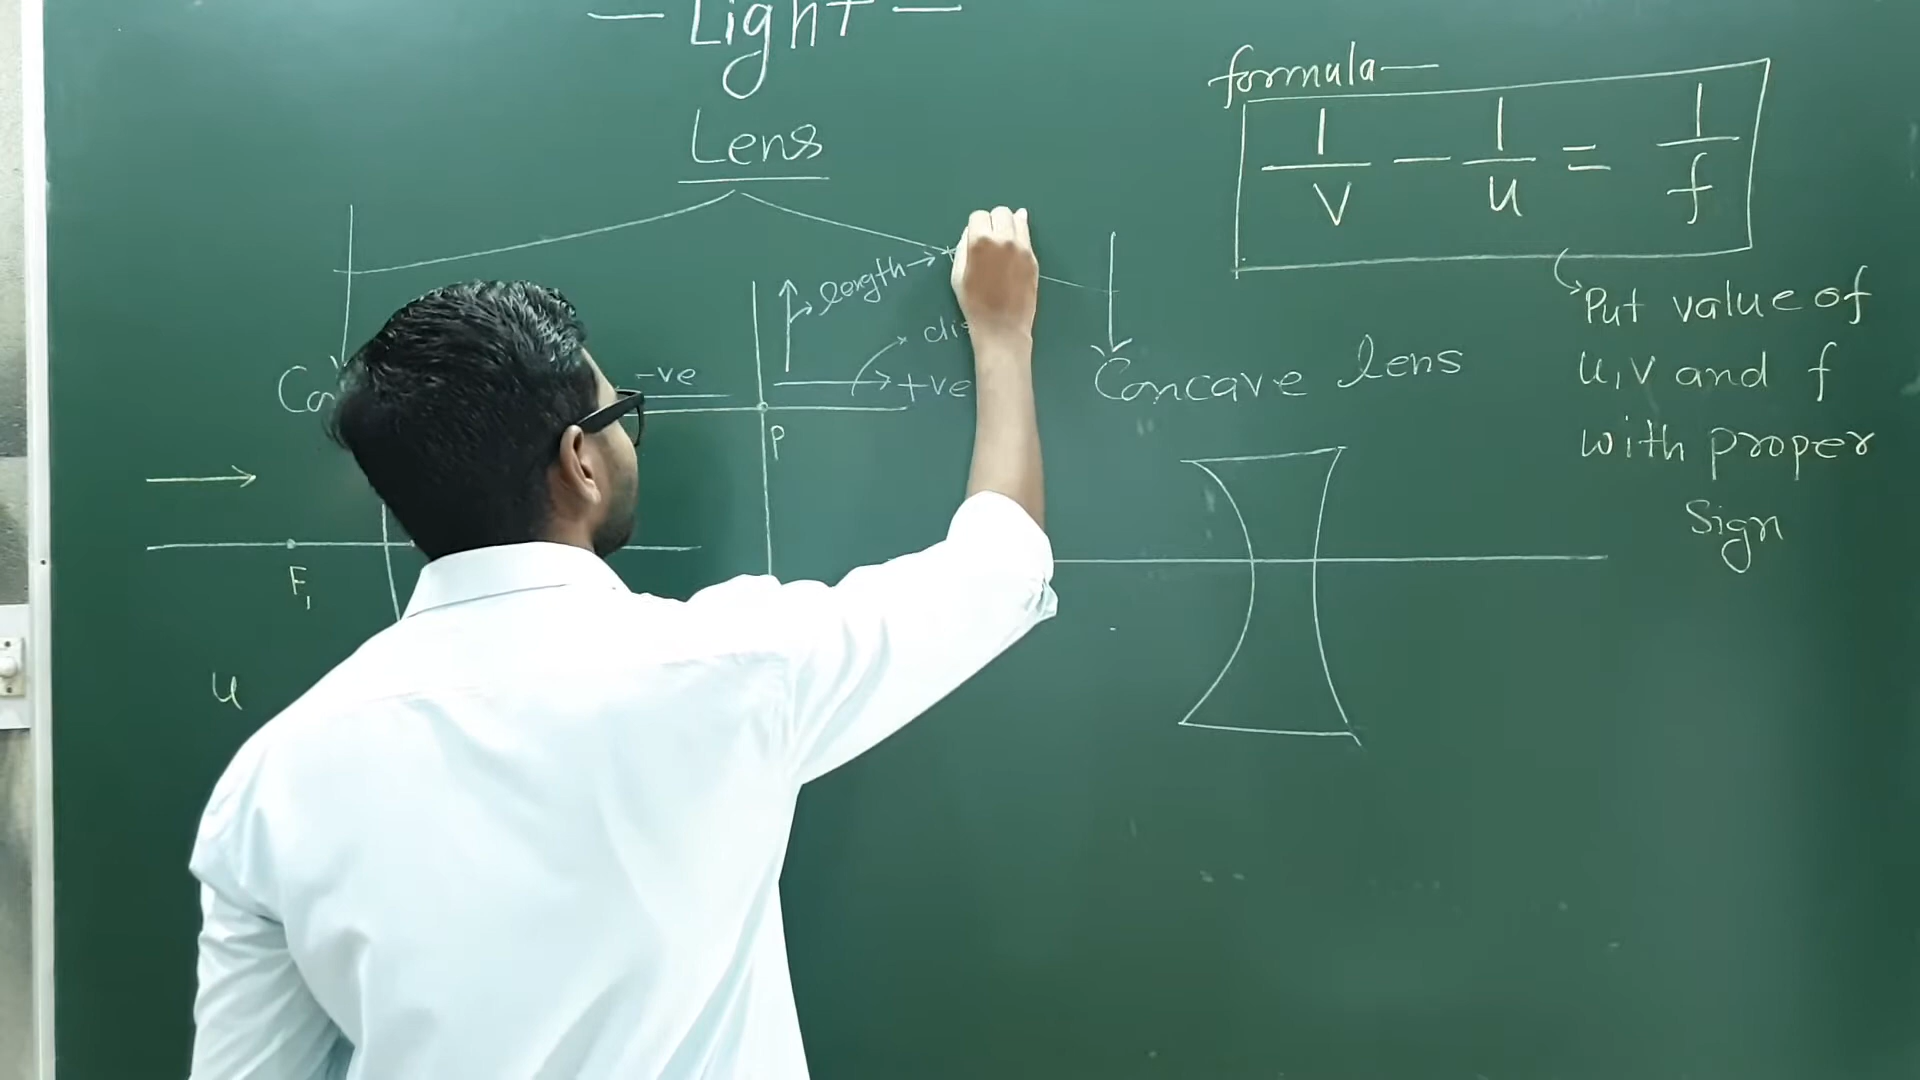 — Light —
Lens
formula—
1/v — 1/u = 1/f
Put value of
u, v and f
with proper
Sign
length → +
-ve
+ve
P
Concave lens
F₁
u